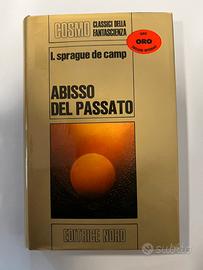 COSMO CLASSICI DELLA
FANTASCIENZA
l. sprague de camp
ORO
ABISSO
DEL PASSATO
EDITRICE NORD
subito